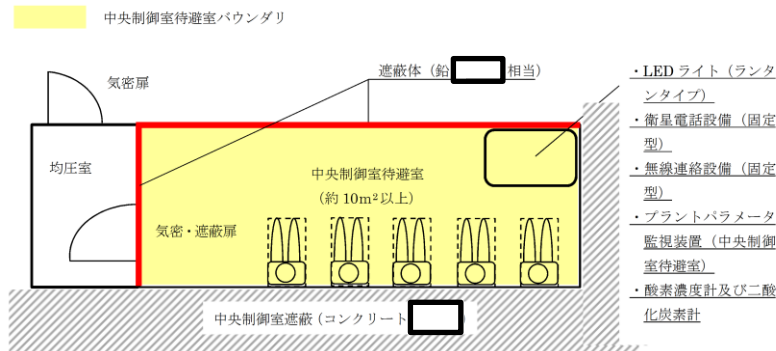 中央制御室待避室バウンダリ
遮蔽体（鉛 相当）
気密扉
均圧室
中央制御室待避室
（約 10m²以上）
気密・遮蔽扉
中央制御室遮蔽（コンクリート ）
・LED ライト（ランタ
ンタイプ）
・衛星電話設備（固定
型）
・無線連絡設備（固定
型）
・プラントパラメータ
監視装置（中央制御
室待避室）
・酸素濃度計及び二酸
化炭素計